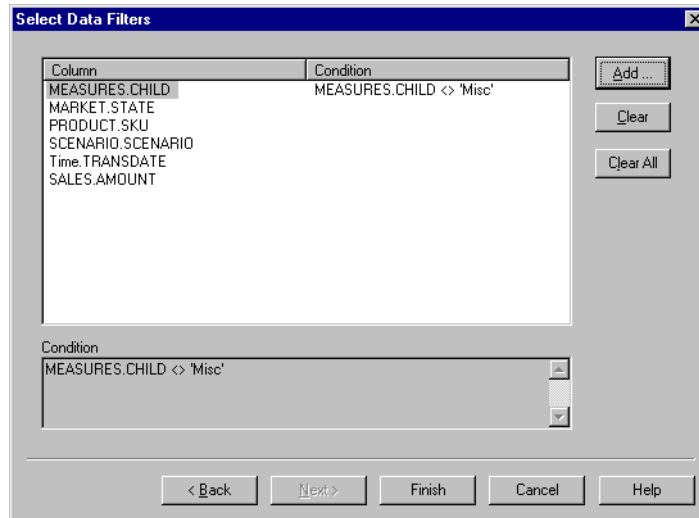 Select Data Filters
Column Condition
MEASURES.CHILD MEASURES.CHILD <> 'Misc'
MARKET.STATE
PRODUCT.SKU
SCENARIO.SCENARIO
Time.TRANSDATE
SALES.AMOUNT
Add ...
Clear
Clear All
Condition
MEASURES.CHILD <> 'Misc'
< Back Next > Finish Cancel Help